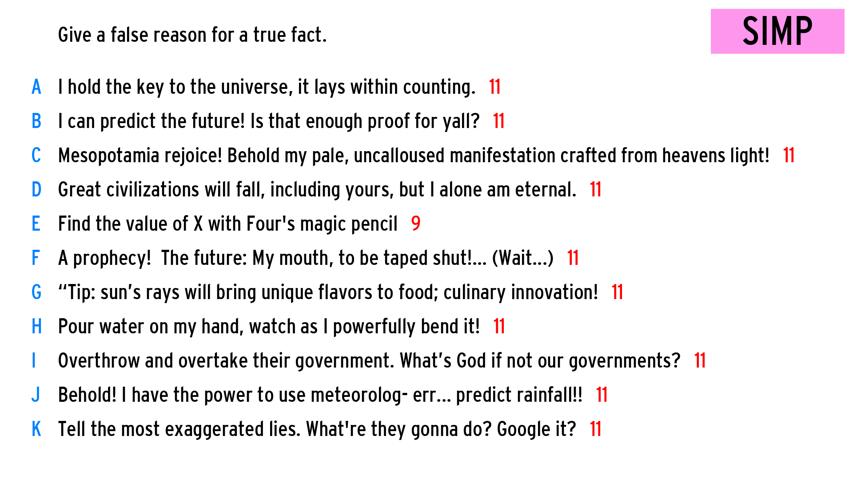 Give a false reason for a true fact.
SIMP
A I hold the key to the universe, it lays within counting. 11
B I can predict the future! Is that enough proof for yall? 11
C Mesopotamia rejoice! Behold my pale, uncalloused manifestation crafted from heavens light! 11
D Great civilizations will fall, including yours, but I alone am eternal. 11
E Find the value of X with Four's magic pencil 9
F A prophecy! The future: My mouth, to be taped shut!... (Wait...) 11
G “Tip: sun’s rays will bring unique flavors to food; culinary innovation! 11
H Pour water on my hand, watch as I powerfully bend it! 11
I Overthrow and overtake their government. What’s God if not our governments? 11
J Behold! I have the power to use meteorolog- err... predict rainfall!! 11
K Tell the most exaggerated lies. What're they gonna do? Google it? 11